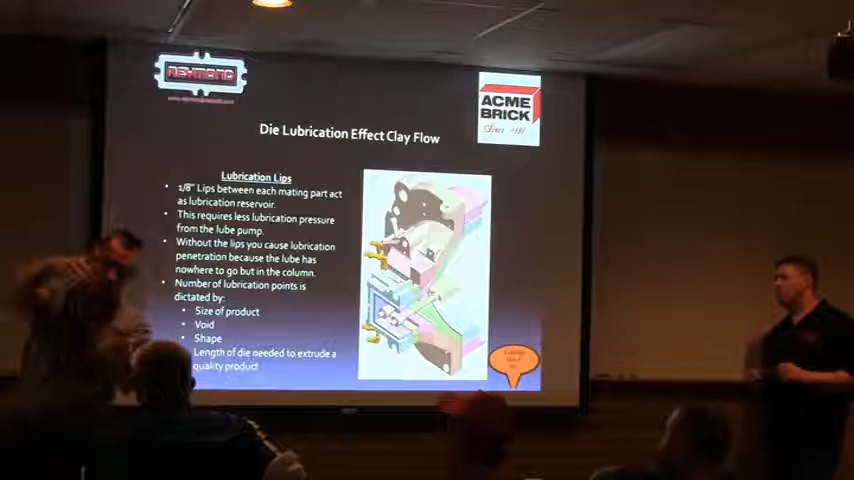 REYMOND
ACME
BRICK
Since 1891
Die Lubrication Effect Clay Flow
Lubrication Lips
• 1/8" Lips between each mating part act
as lubrication reservoir.
• This requires less lubrication pressure
from the lube pump.
• Without the lips you cause lubrication
penetration because the lube has
nowhere to go but in the column.
• Number of lubrication points is
dictated by:
• Size of product
• Void
• Shape
Length of die needed to extrude a
quality product